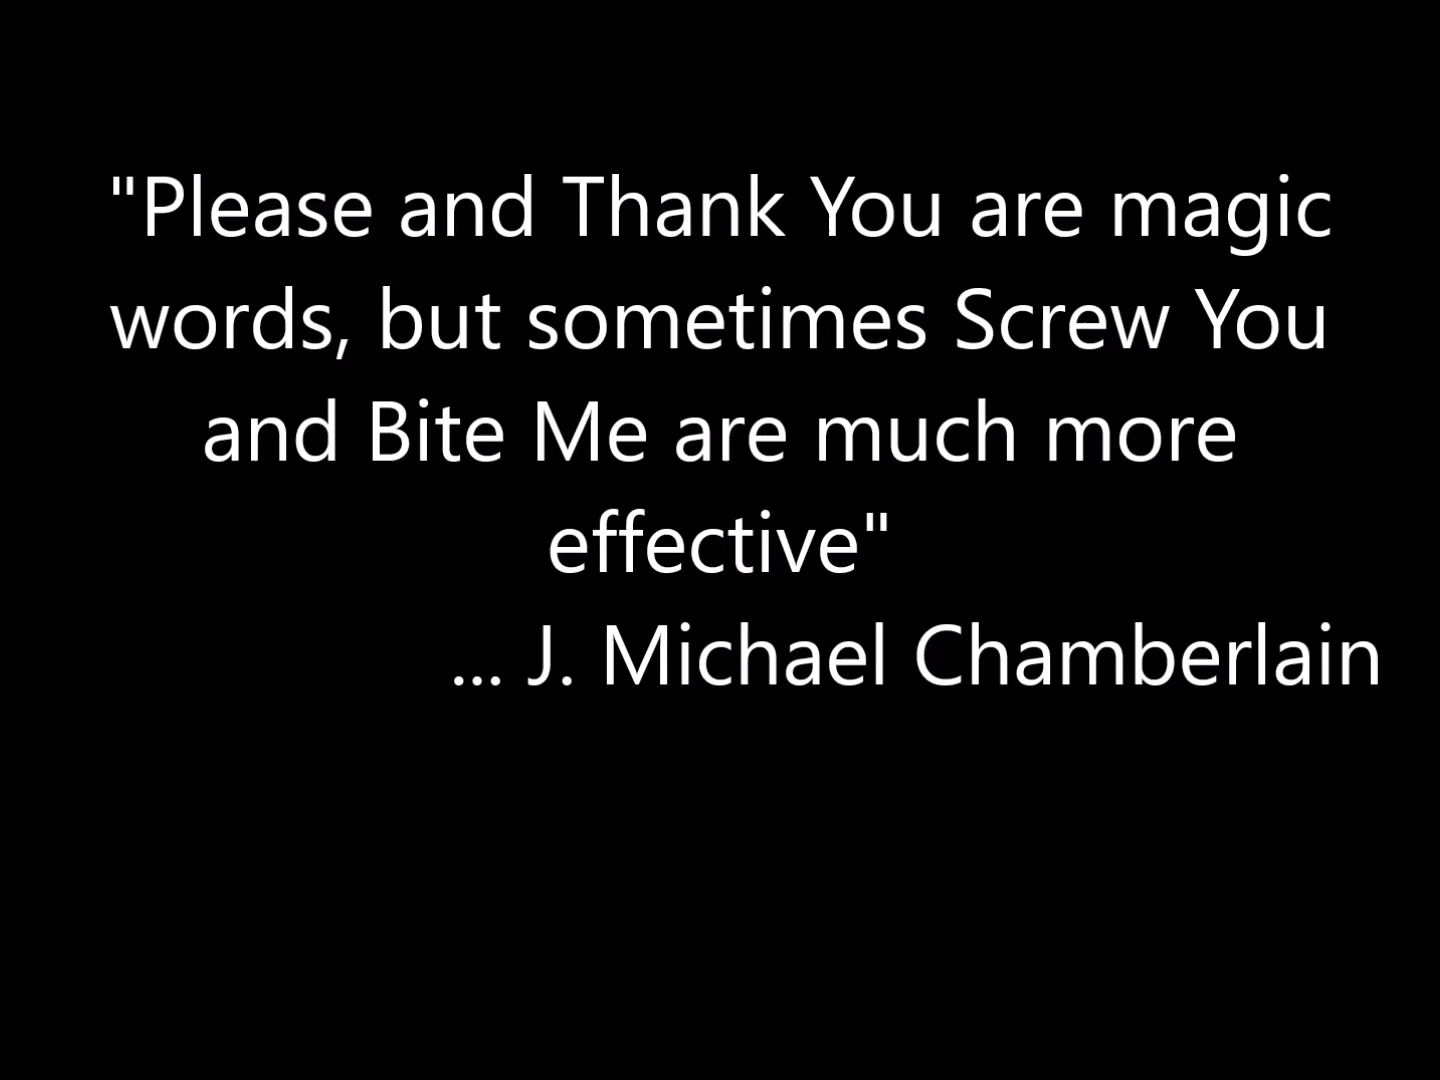 "Please and Thank You are magic
words, but sometimes Screw You
and Bite Me are much more
effective"
... J. Michael Chamberlain